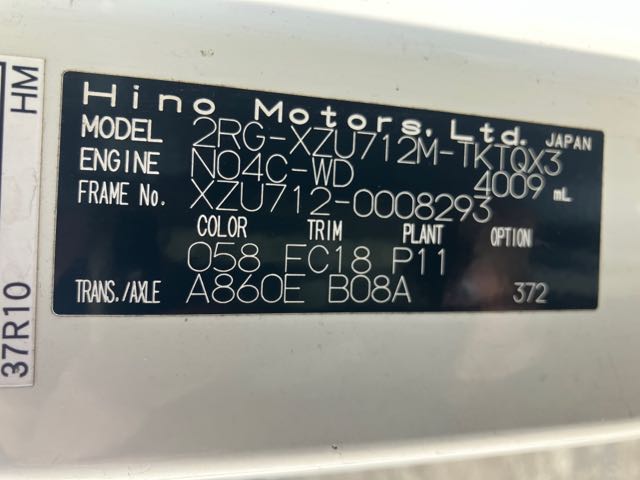 Hino Motors, Ltd. JAPAN
MODEL 2RG-XZU712M-TKTQX3
ENGINE N04C-WD 4009 mL
FRAME No. XZU712-0008293
COLOR TRIM PLANT OPTION
058 FC18 P11
TRANS./AXLE A860E B08A 372
37R10 HM